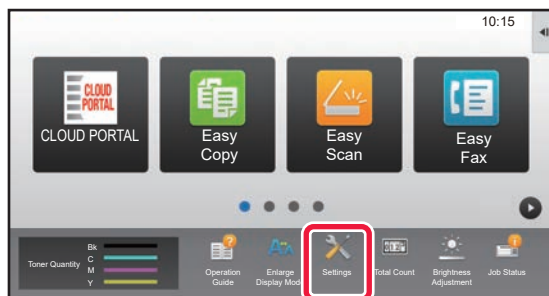 10:15
CLOUD
PORTAL
CLOUD PORTAL
Easy
Copy
Easy
Scan
Easy
Fax
Toner Quantity
Bk
C
M
Y
Operation
Guide
Enlarge
Display Mode
Settings
Total Count
Brightness
Adjustment
Job Status